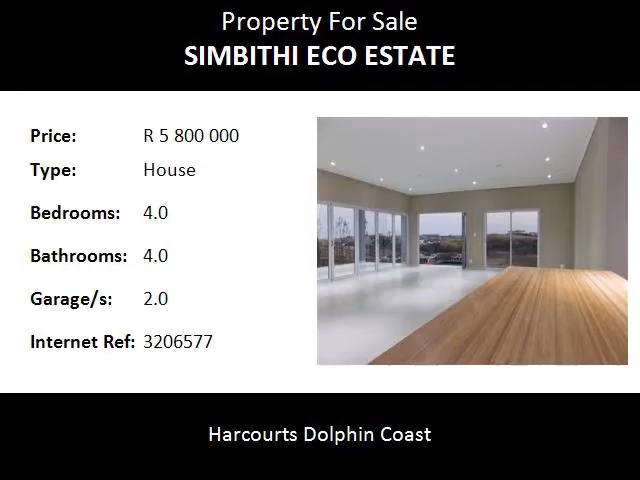 Property For Sale
SIMBITHI ECO ESTATE
Price: R 5 800 000
Type: House
Bedrooms: 4.0
Bathrooms: 4.0
Garage/s: 2.0
Internet Ref: 3206577
Harcourts Dolphin Coast